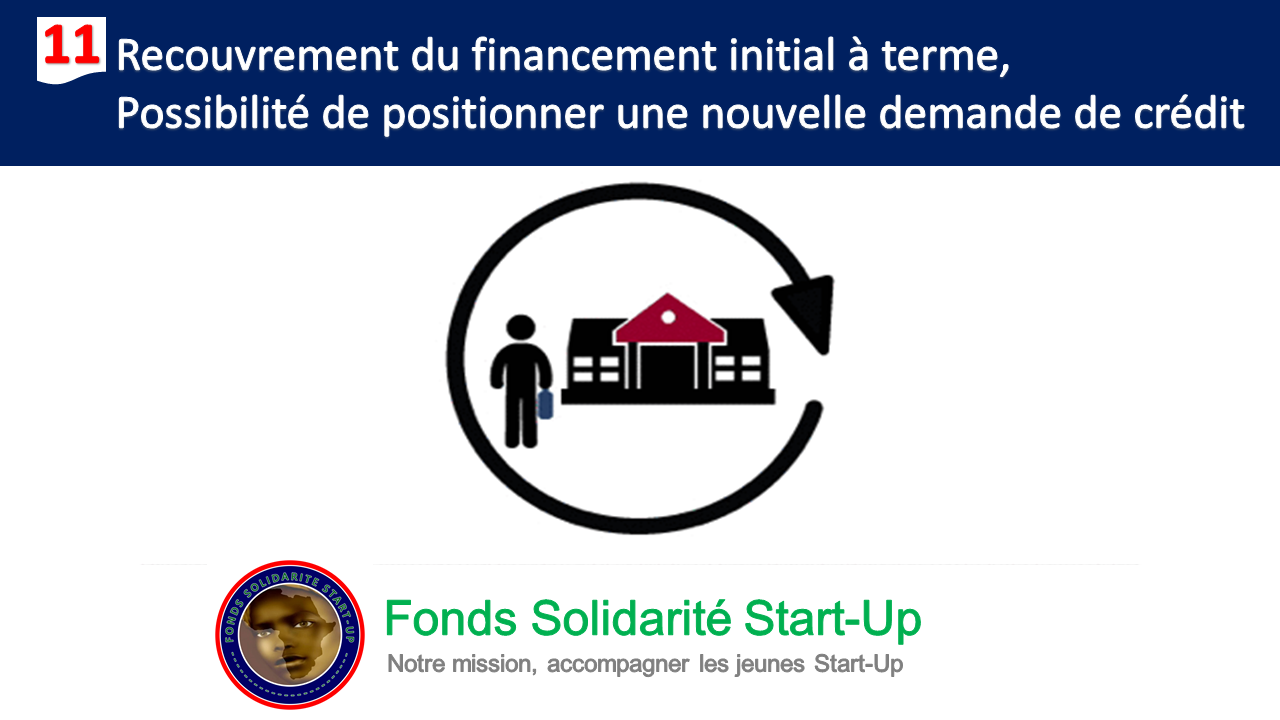 11
Recouvrement du financement initial à terme,
Possibilité de positionner une nouvelle demande de crédit
FONDS SOLIDARITE START-UP
Fonds Solidarité Start-Up
Notre mission, accompagner les jeunes Start-Up